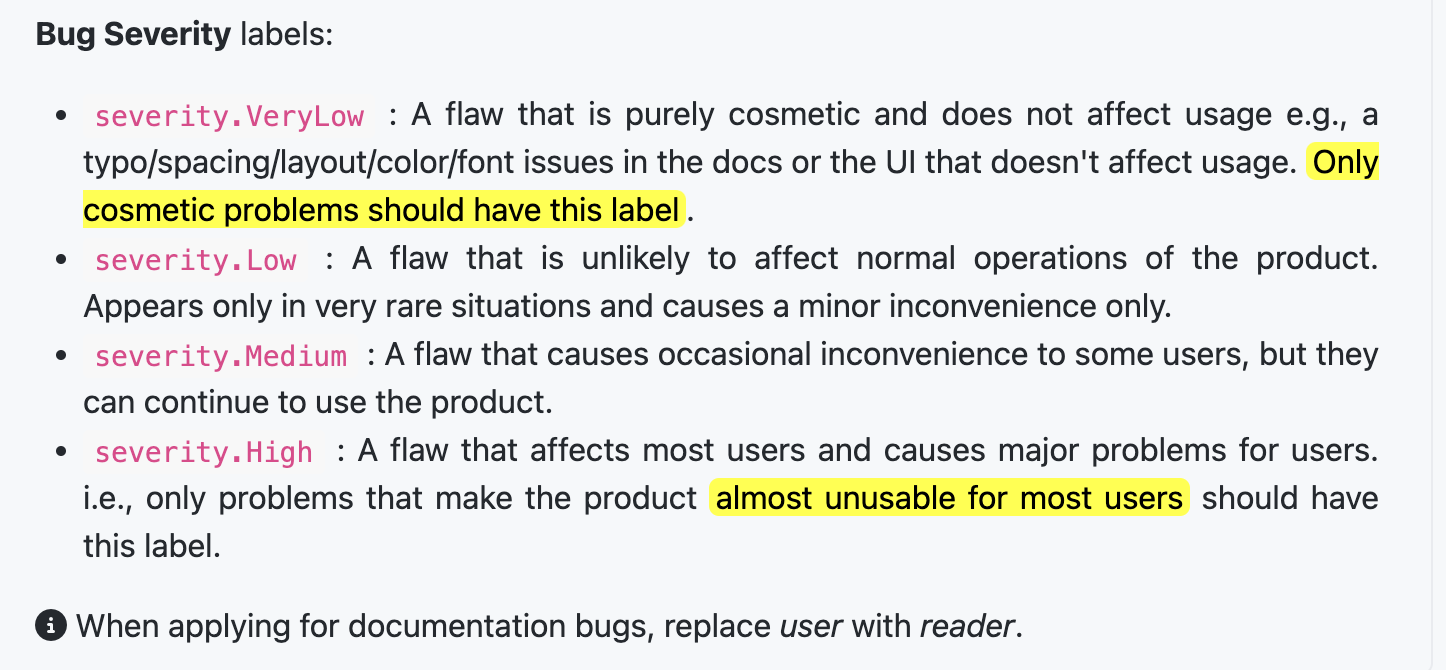 Bug Severity labels:
• severity.VeryLow : A flaw that is purely cosmetic and does not affect usage e.g., a
typo/spacing/layout/color/font issues in the docs or the UI that doesn't affect usage. Only
cosmetic problems should have this label.
• severity.Low : A flaw that is unlikely to affect normal operations of the product.
Appears only in very rare situations and causes a minor inconvenience only.
• severity.Medium : A flaw that causes occasional inconvenience to some users, but they
can continue to use the product.
• severity.High : A flaw that affects most users and causes major problems for users.
i.e., only problems that make the product almost unusable for most users should have
this label.
When applying for documentation bugs, replace user with reader.